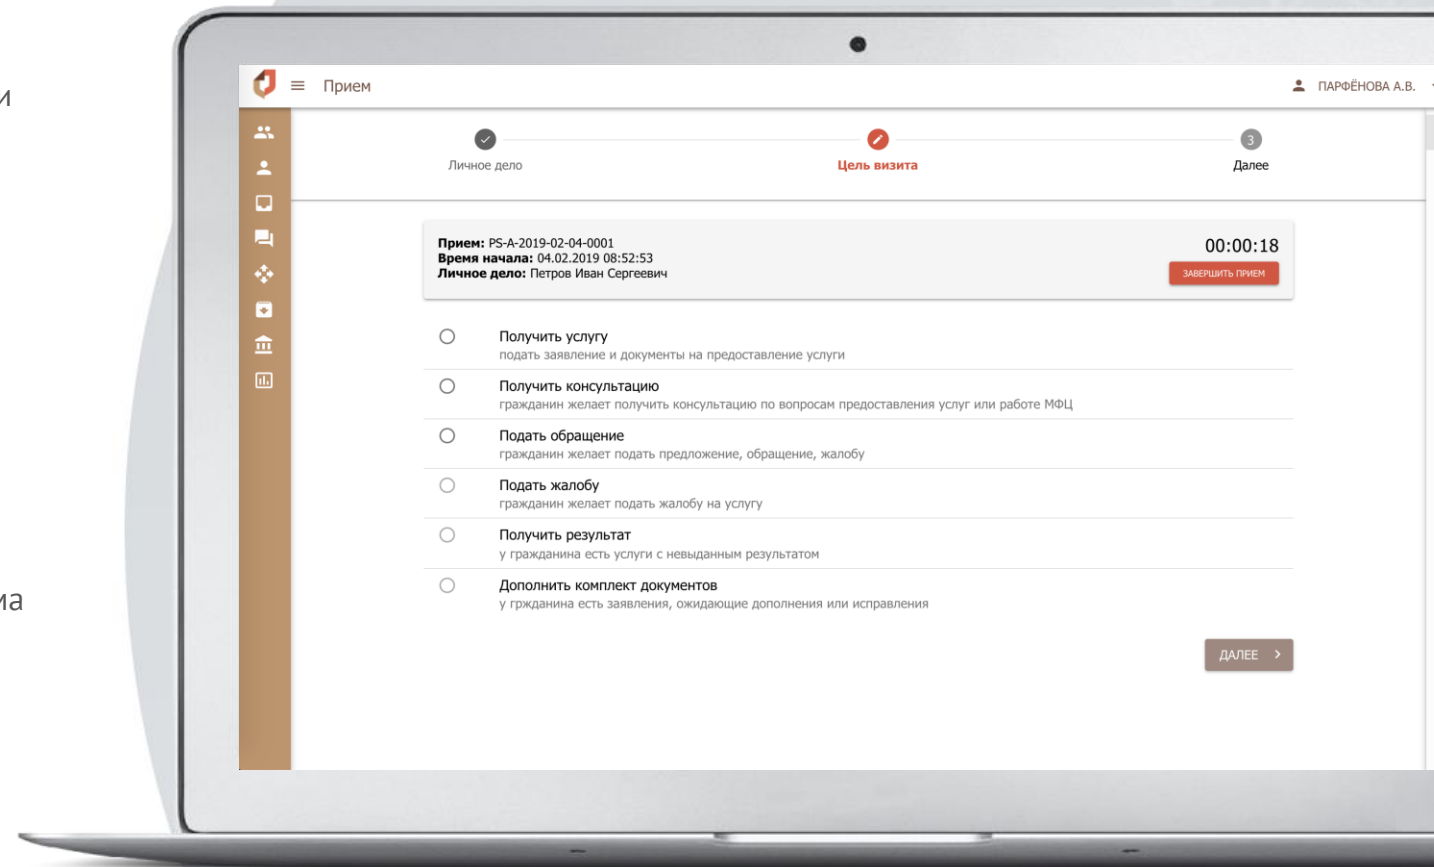 и
ма
Прием
ПАРФЁНОВА А.В.
Личное дело
Цель визита
3
Далее
Прием: PS-A-2019-02-04-0001
Время начала: 04.02.2019 08:52:53
Личное дело: Петров Иван Сергеевич
00:00:18
ЗАВЕРШИТЬ ПРИЕМ
Получить услугу
подать заявление и документы на предоставление услуги
Получить консультацию
гражданин желает получить консультацию по вопросам предоставления услуг или работе МФЦ
Подать обращение
гражданин желает подать предложение, обращение, жалобу
Подать жалобу
гражданин желает подать жалобу на услугу
Получить результат
у гражданина есть услуги с невыданным результатом
Дополнить комплект документов
у грждaнина есть заявления, ожидающие дополнения или исправления
ДАЛЕЕ